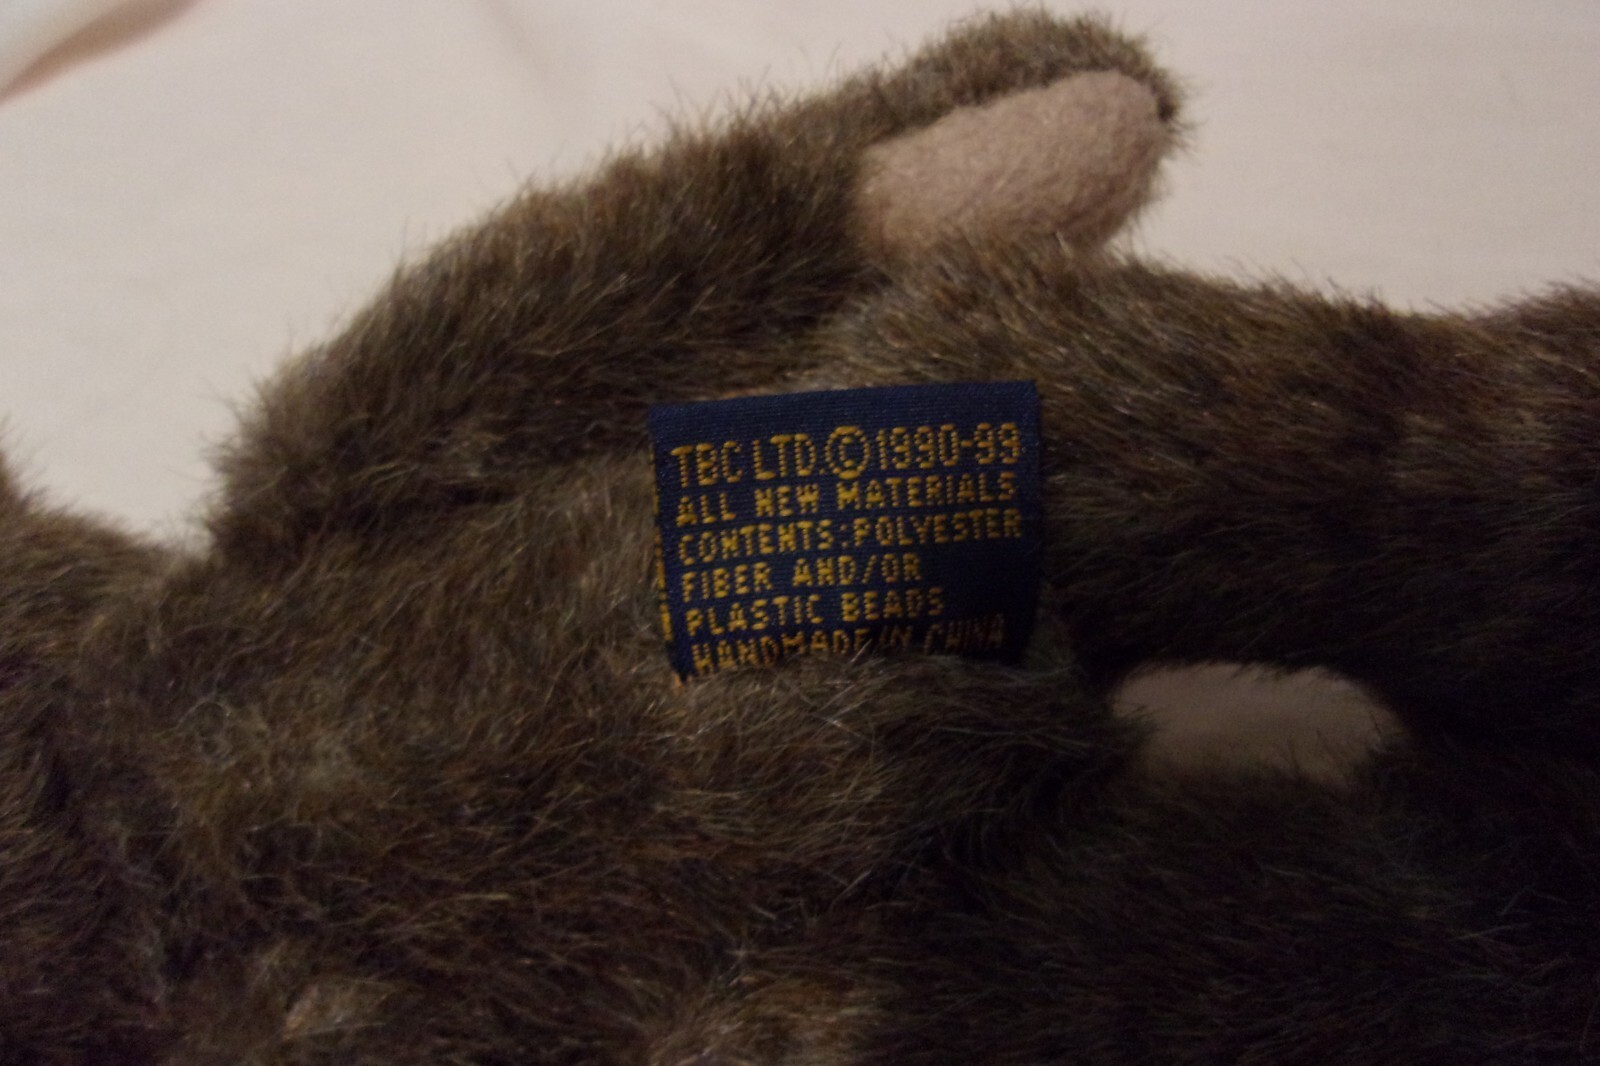 TBC LTD.©1990-99
ALL NEW MATERIALS
CONTENTS:POLYESTER
FIBER AND/OR
PLASTIC BEADS
HANDMADE IN CHINA